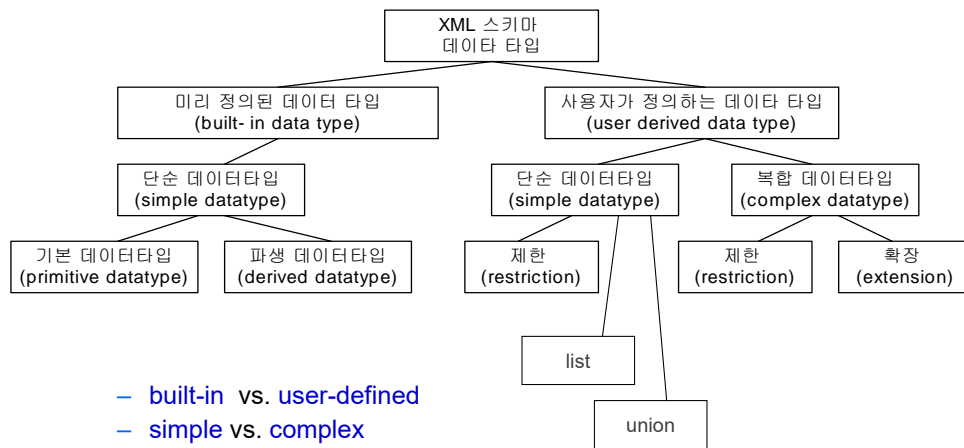 XML 스키마
데이타 타입
미리 정의된 데이터 타입
(built- in data type)
사용자가 정의하는 데이타 타입
(user derived data type)
단순 데이터타입
(simple datatype)
단순 데이터타입
(simple datatype)
복합 데이터타입
(complex datatype)
기본 데이터타입
(primitive datatype)
파생 데이터타입
(derived datatype)
제한
(restriction)
제한
(restriction)
확장
(extension)
list
union
– built-in vs. user-defined
– simple vs. complex